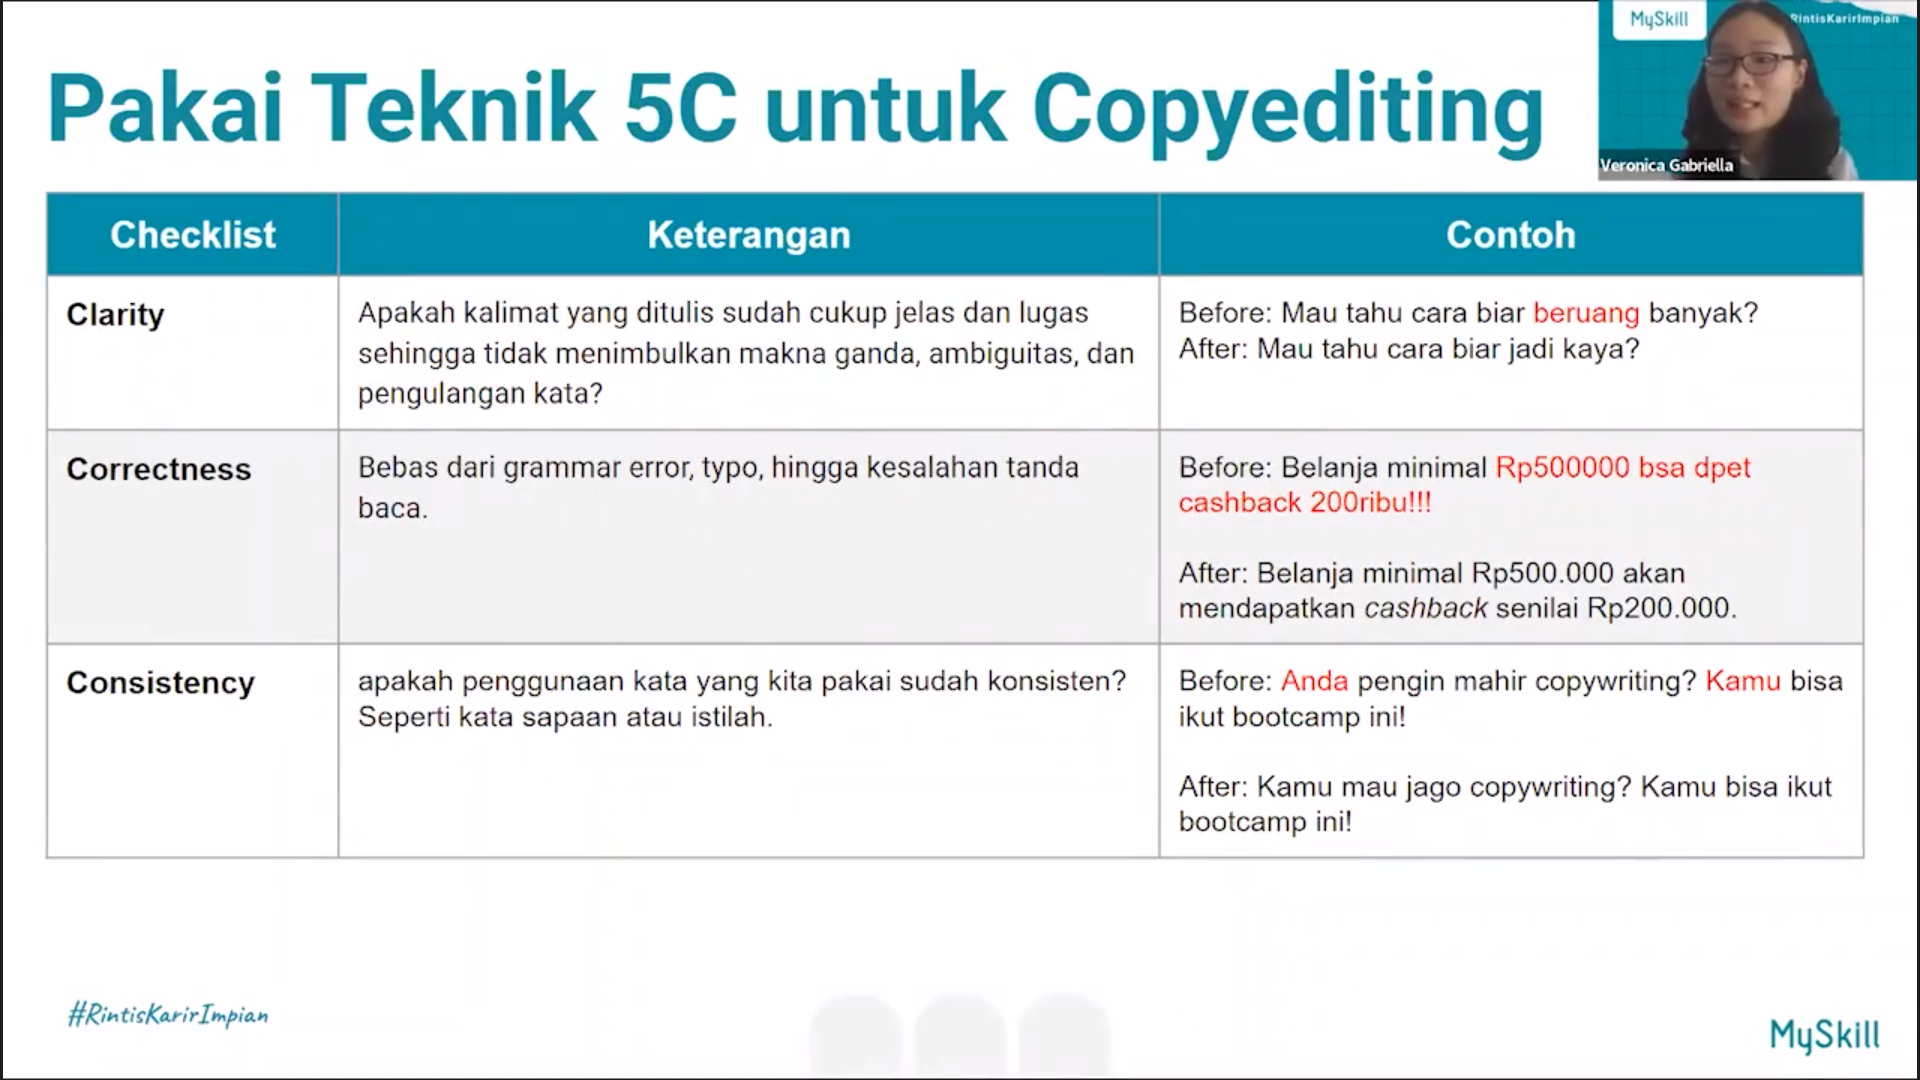 MySkill
#RintisKarirImpian
Veronica Gabriella
Pakai Teknik 5C untuk Copyediting
Checklist
Keterangan
Contoh
Clarity
Apakah kalimat yang ditulis sudah cukup jelas dan lugas
sehingga tidak menimbulkan makna ganda, ambiguitas, dan
pengulangan kata?
Before: Mau tahu cara biar beruang banyak?
After: Mau tahu cara biar jadi kaya?
Correctness
Bebas dari grammar error, typo, hingga kesalahan tanda
baca.
Before: Belanja minimal Rp500000 bsa dpet
cashback 200ribu!!!
After: Belanja minimal Rp500.000 akan
mendapatkan cashback senilai Rp200.000.
Consistency
apakah penggunaan kata yang kita pakai sudah konsisten?
Seperti kata sapaan atau istilah.
Before: Anda pengin mahir copywriting? Kamu bisa
ikut bootcamp ini!
After: Kamu mau jago copywriting? Kamu bisa ikut
bootcamp ini!
#RintisKarirImpian
MySkill